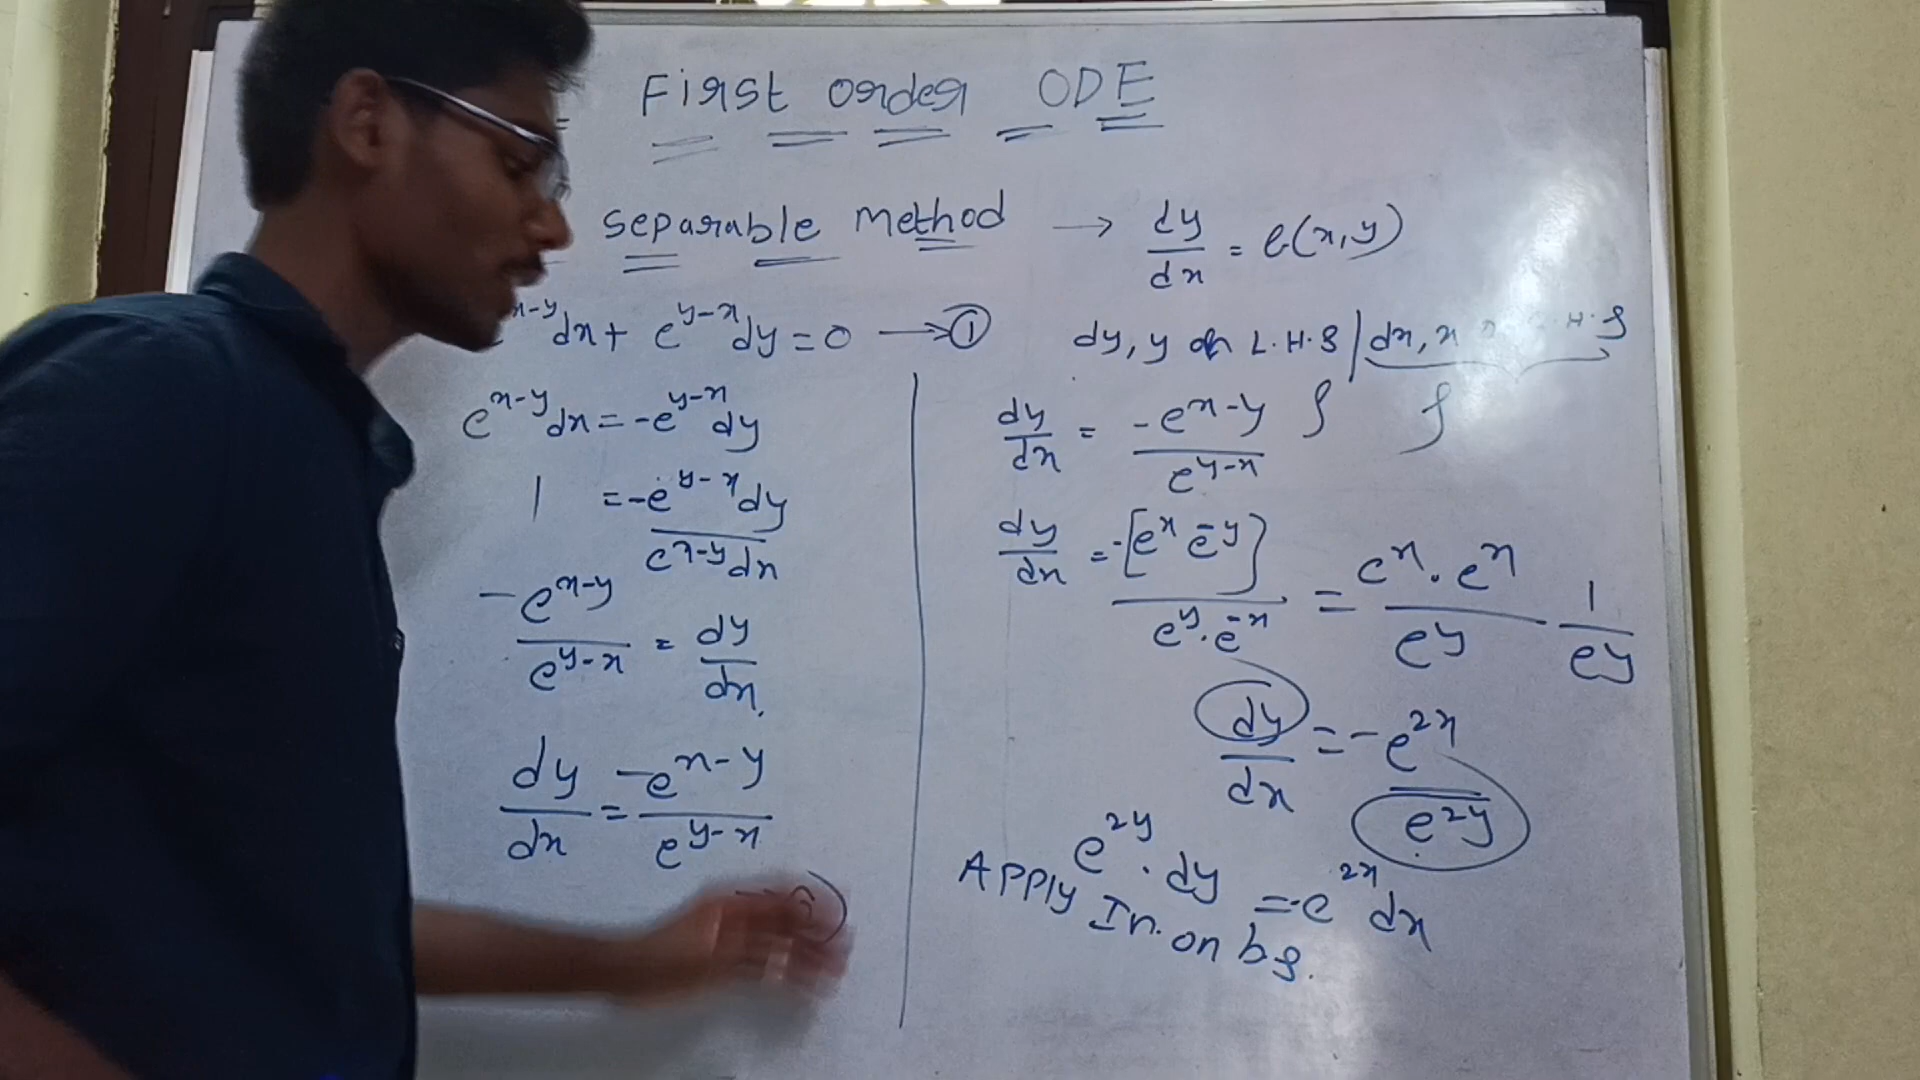 First order ODE
separable method → dy/dx = f(x,y)
e^{x-y}dx + e^{y-x}dy = 0 → ①
dy, y on L.H.S | dx, x
e^{x-y}dx = -e^{y-x}dy
1 = -e^{y-x}dy / e^{x-y}dx
-e^{x-y} / e^{y-x} = dy/dx
dy/dx = -e^{x-y} / e^{y-x}
dy/dx = -e^{x-y} / e^{y-x} ∫ ∫
dy/dx = -[e^x e^{-y}] / e^y . e^{-x} = e^x . e^x / e^y 1/e^y
dy/dx = -e^{2x} / e^{2y}
e^{2y} . dy = -e^{2x} dx
Apply In. on b.s.